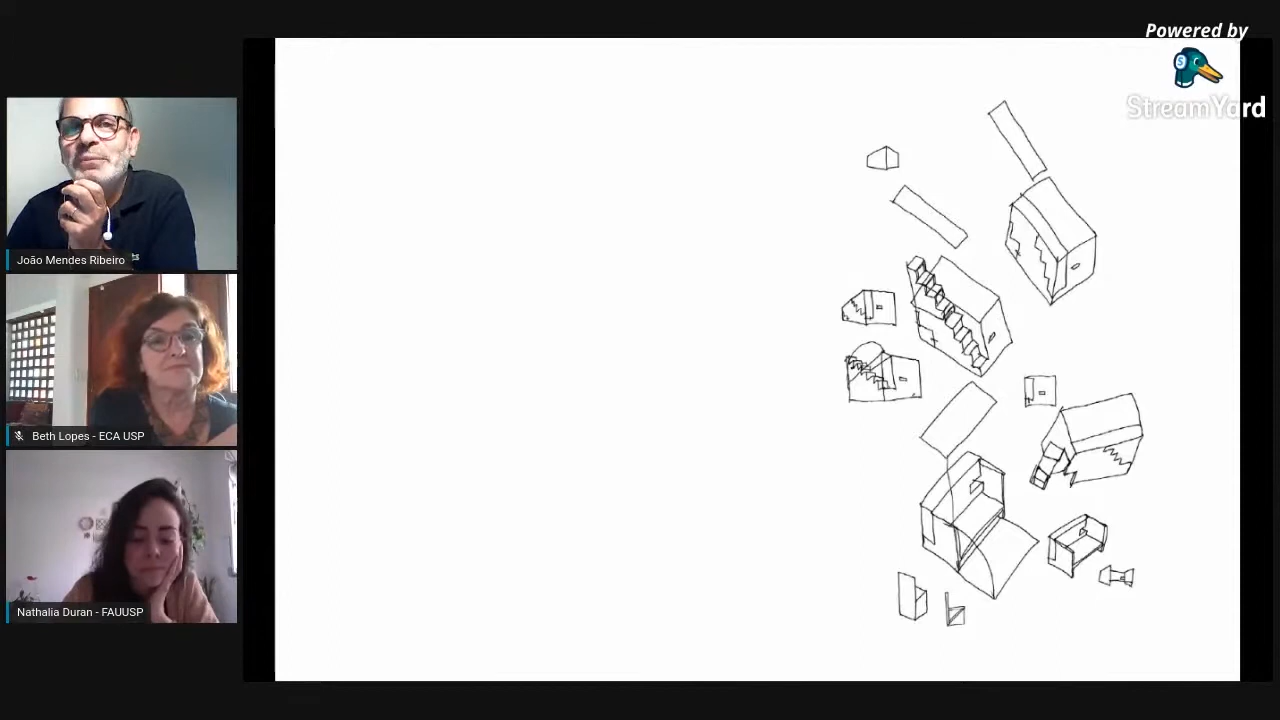 Powered by
StreamYard
João Mendes Ribeiro
Beth Lopes - ECA USP
Nathalia Duran - FAUUSP